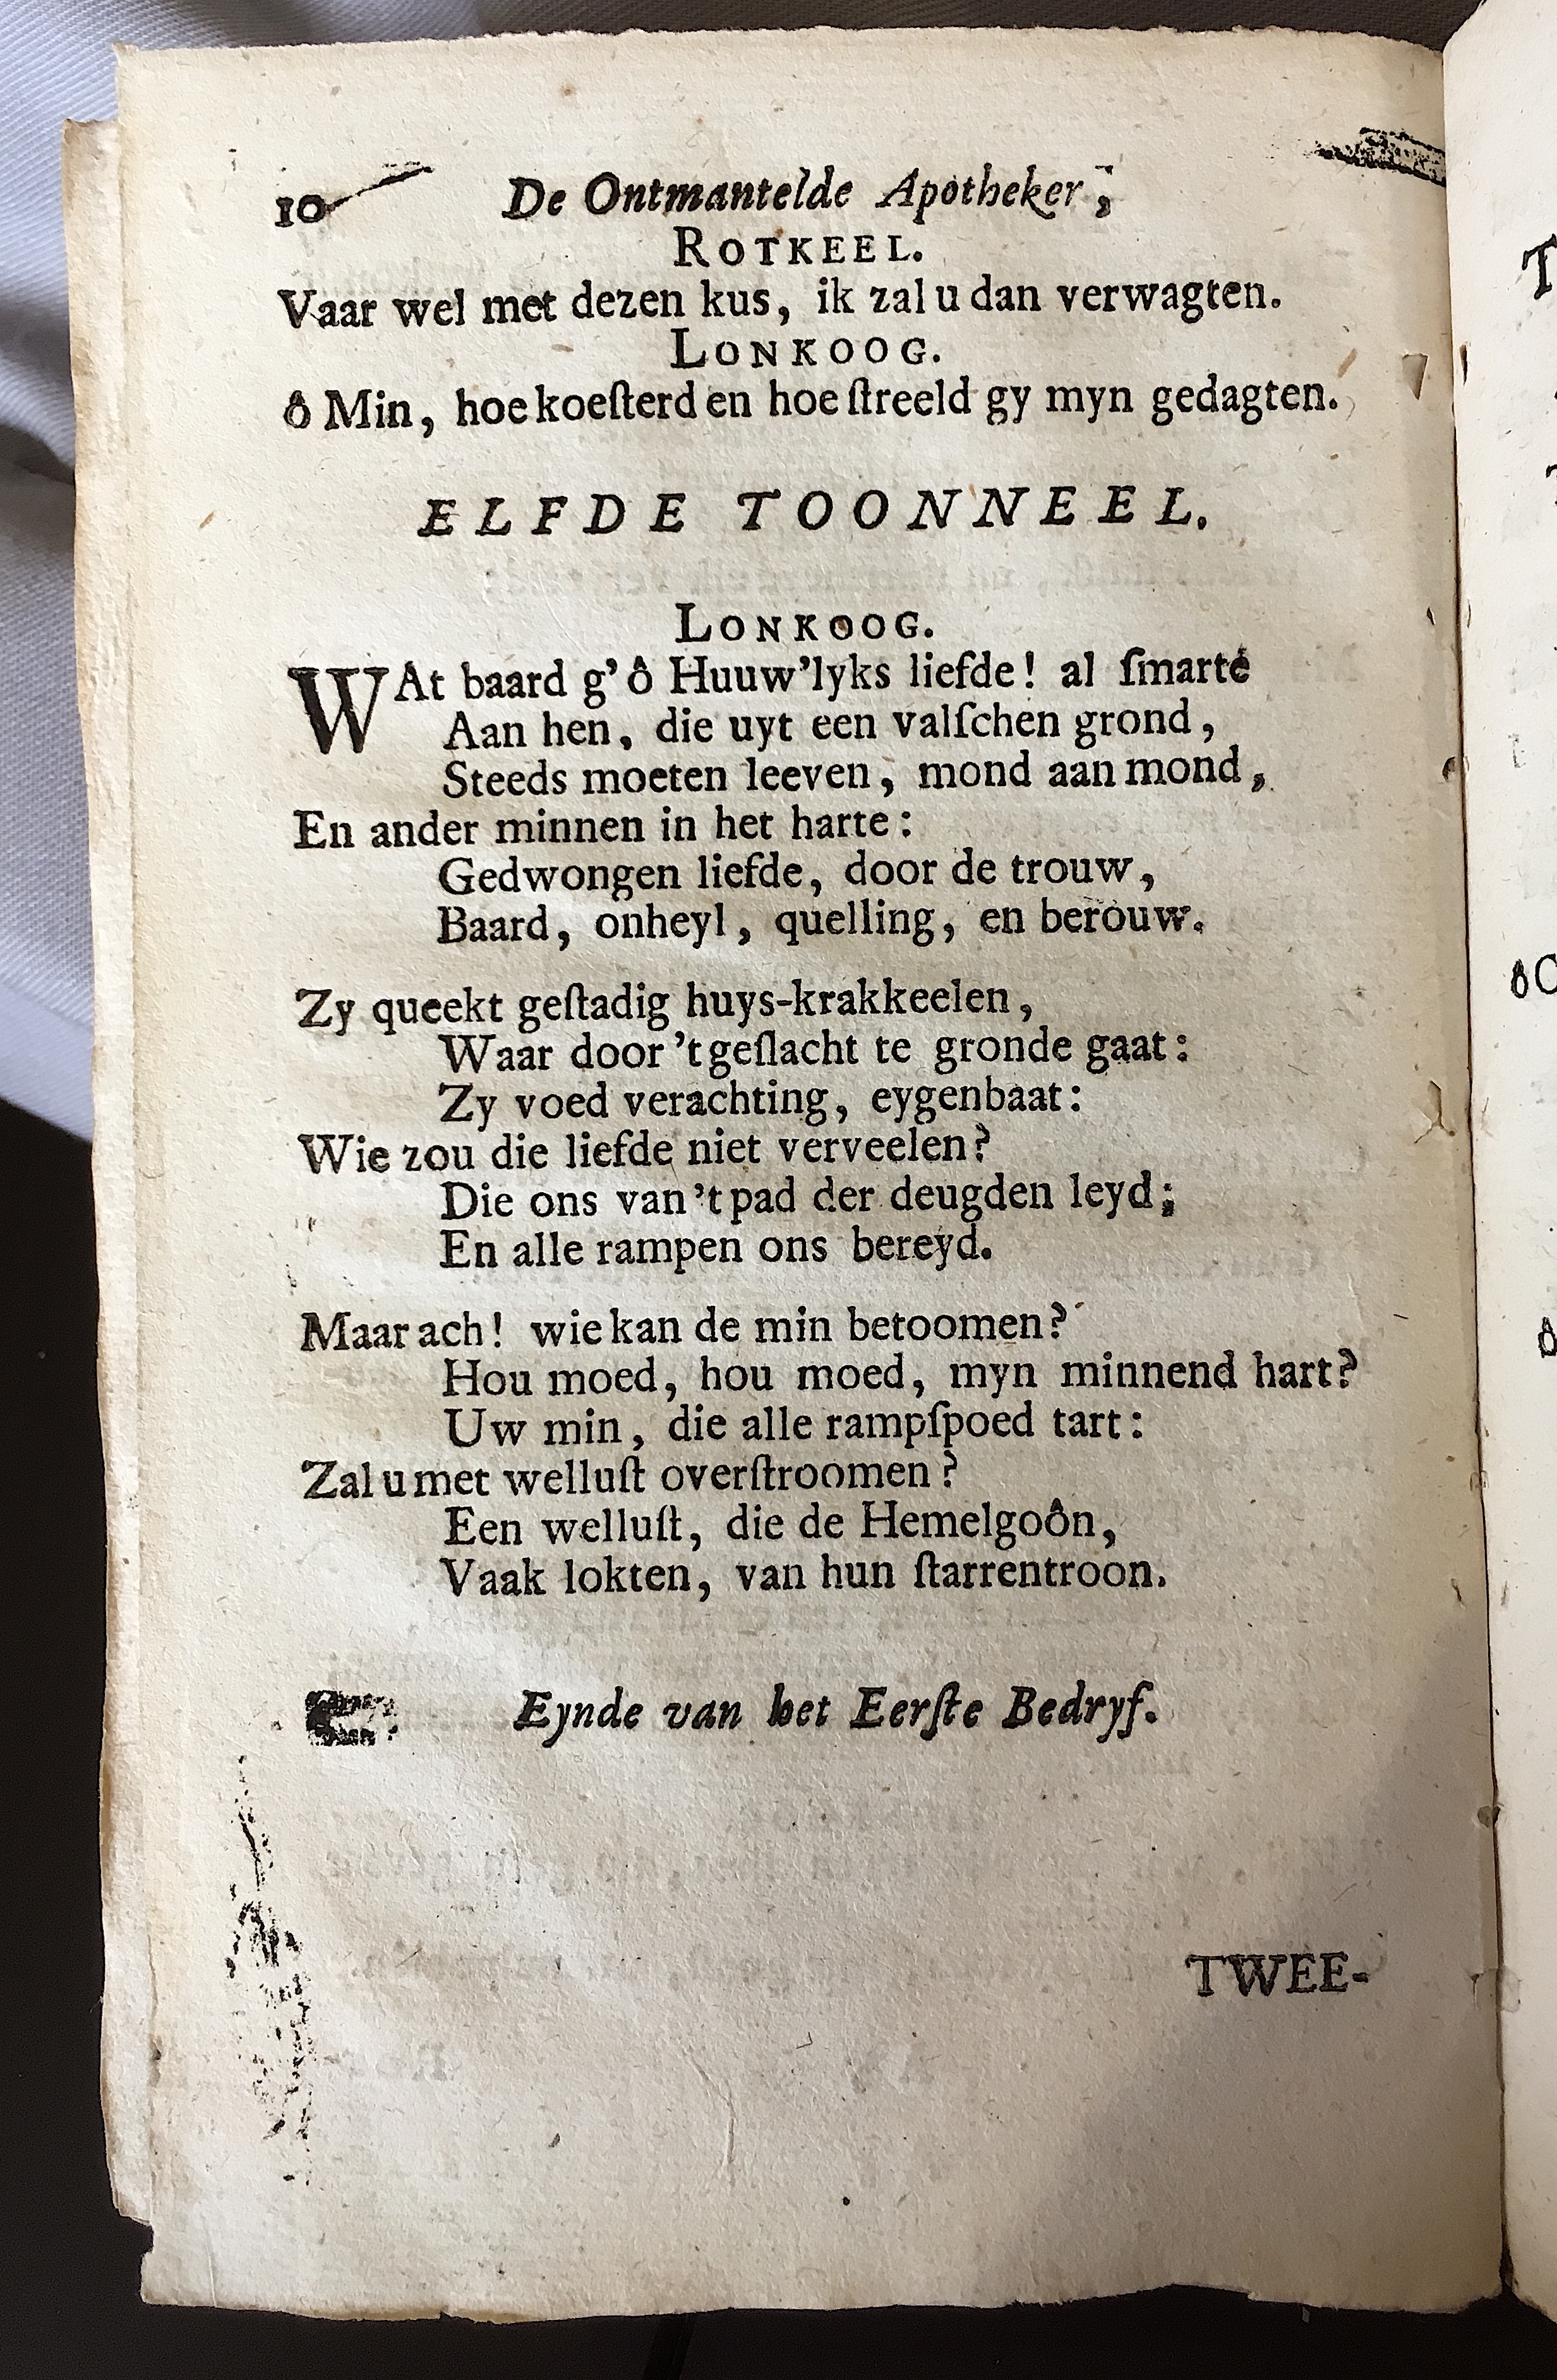 10 De Ontmantelde Apotheker,
ROTKEEL.
Vaar wel met dezen kus, ik zal u dan verwagten.
LONKOOG.
ô Min, hoe koeſterd en hoe ſtreeld gy myn gedagten.
ELFDE TOONNEEL.
LONKOOG.
WAt baard g' ô Huuw'lyks liefde! al ſmarte
Aan hen, die uyt een valſchen grond,
Steeds moeten leeven, mond aan mond,
En ander minnen in het harte:
Gedwongen liefde, door de trouw,
Baard, onheyl, quelling, en berouw.
Zy queekt geſtadig huys-krakkeelen,
Waar door 't geſlacht te gronde gaat:
Zy voed verachting, eygenbaat:
Wie zou die liefde niet verveelen?
Die ons van 't pad der deugden leyd;
En alle rampen ons bereyd.
Maar ach! wie kan de min betoomen?
Hou moed, hou moed, myn minnend hart?
Uw min, die alle rampſpoed tart:
Zal u met welluſt overſtroomen?
Een welluſt, die de Hemelgoôn,
Vaak lokten, van hun ſtarrentroon.
Eynde van het Eerſte Bedryf.
TWEE-